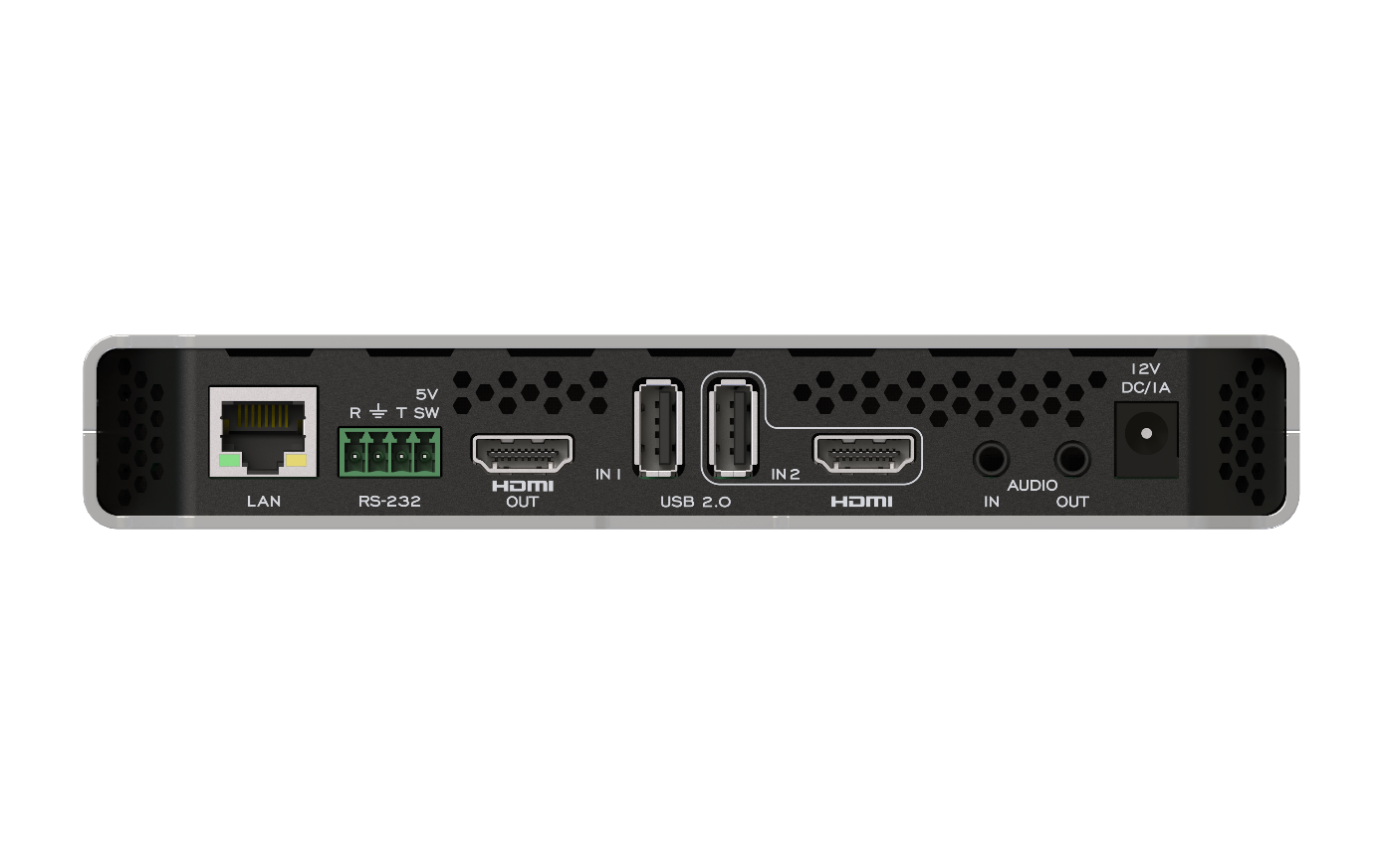 12V
DC/1A
5V
R T SW
IN 1
IN 2
HDMI
OUT
AUDIO
LAN
RS-232
USB 2.0
HDMI
IN
OUT